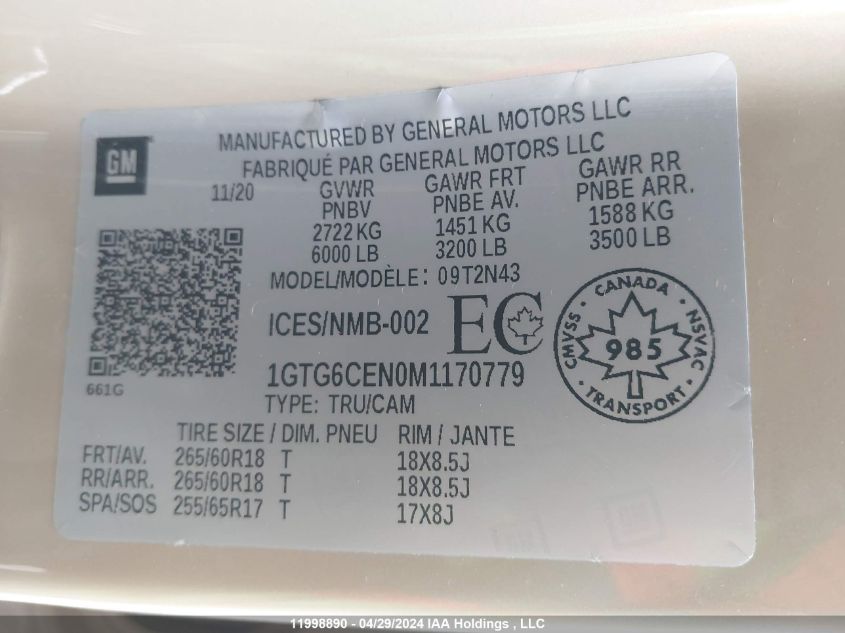 MANUFACTURED BY GENERAL MOTORS LLC
FABRIQUÉ PAR GENERAL MOTORS LLC
GM
11/20 GVWR GAWR FRT GAWR RR
PNBV PNBE AV. PNBE ARR.
2722 KG 1451 KG 1588 KG
6000 LB 3200 LB 3500 LB
MODEL/MODÈLE: 09T2N43
ICES/NMB-002 EC
CANADA
CMVSS 985 NSVAC
TRANSPORT
661G
1GTG6CEN0M1170779
TYPE: TRU/CAM
TIRE SIZE / DIM. PNEU RIM / JANTE
FRT/AV. 265/60R18 T 18X8.5J
RR/ARR. 265/60R18 T 18X8.5J
SPA/SOS 255/65R17 T 17X8J
11998890 - 04/29/2024 IAA Holdings , LLC